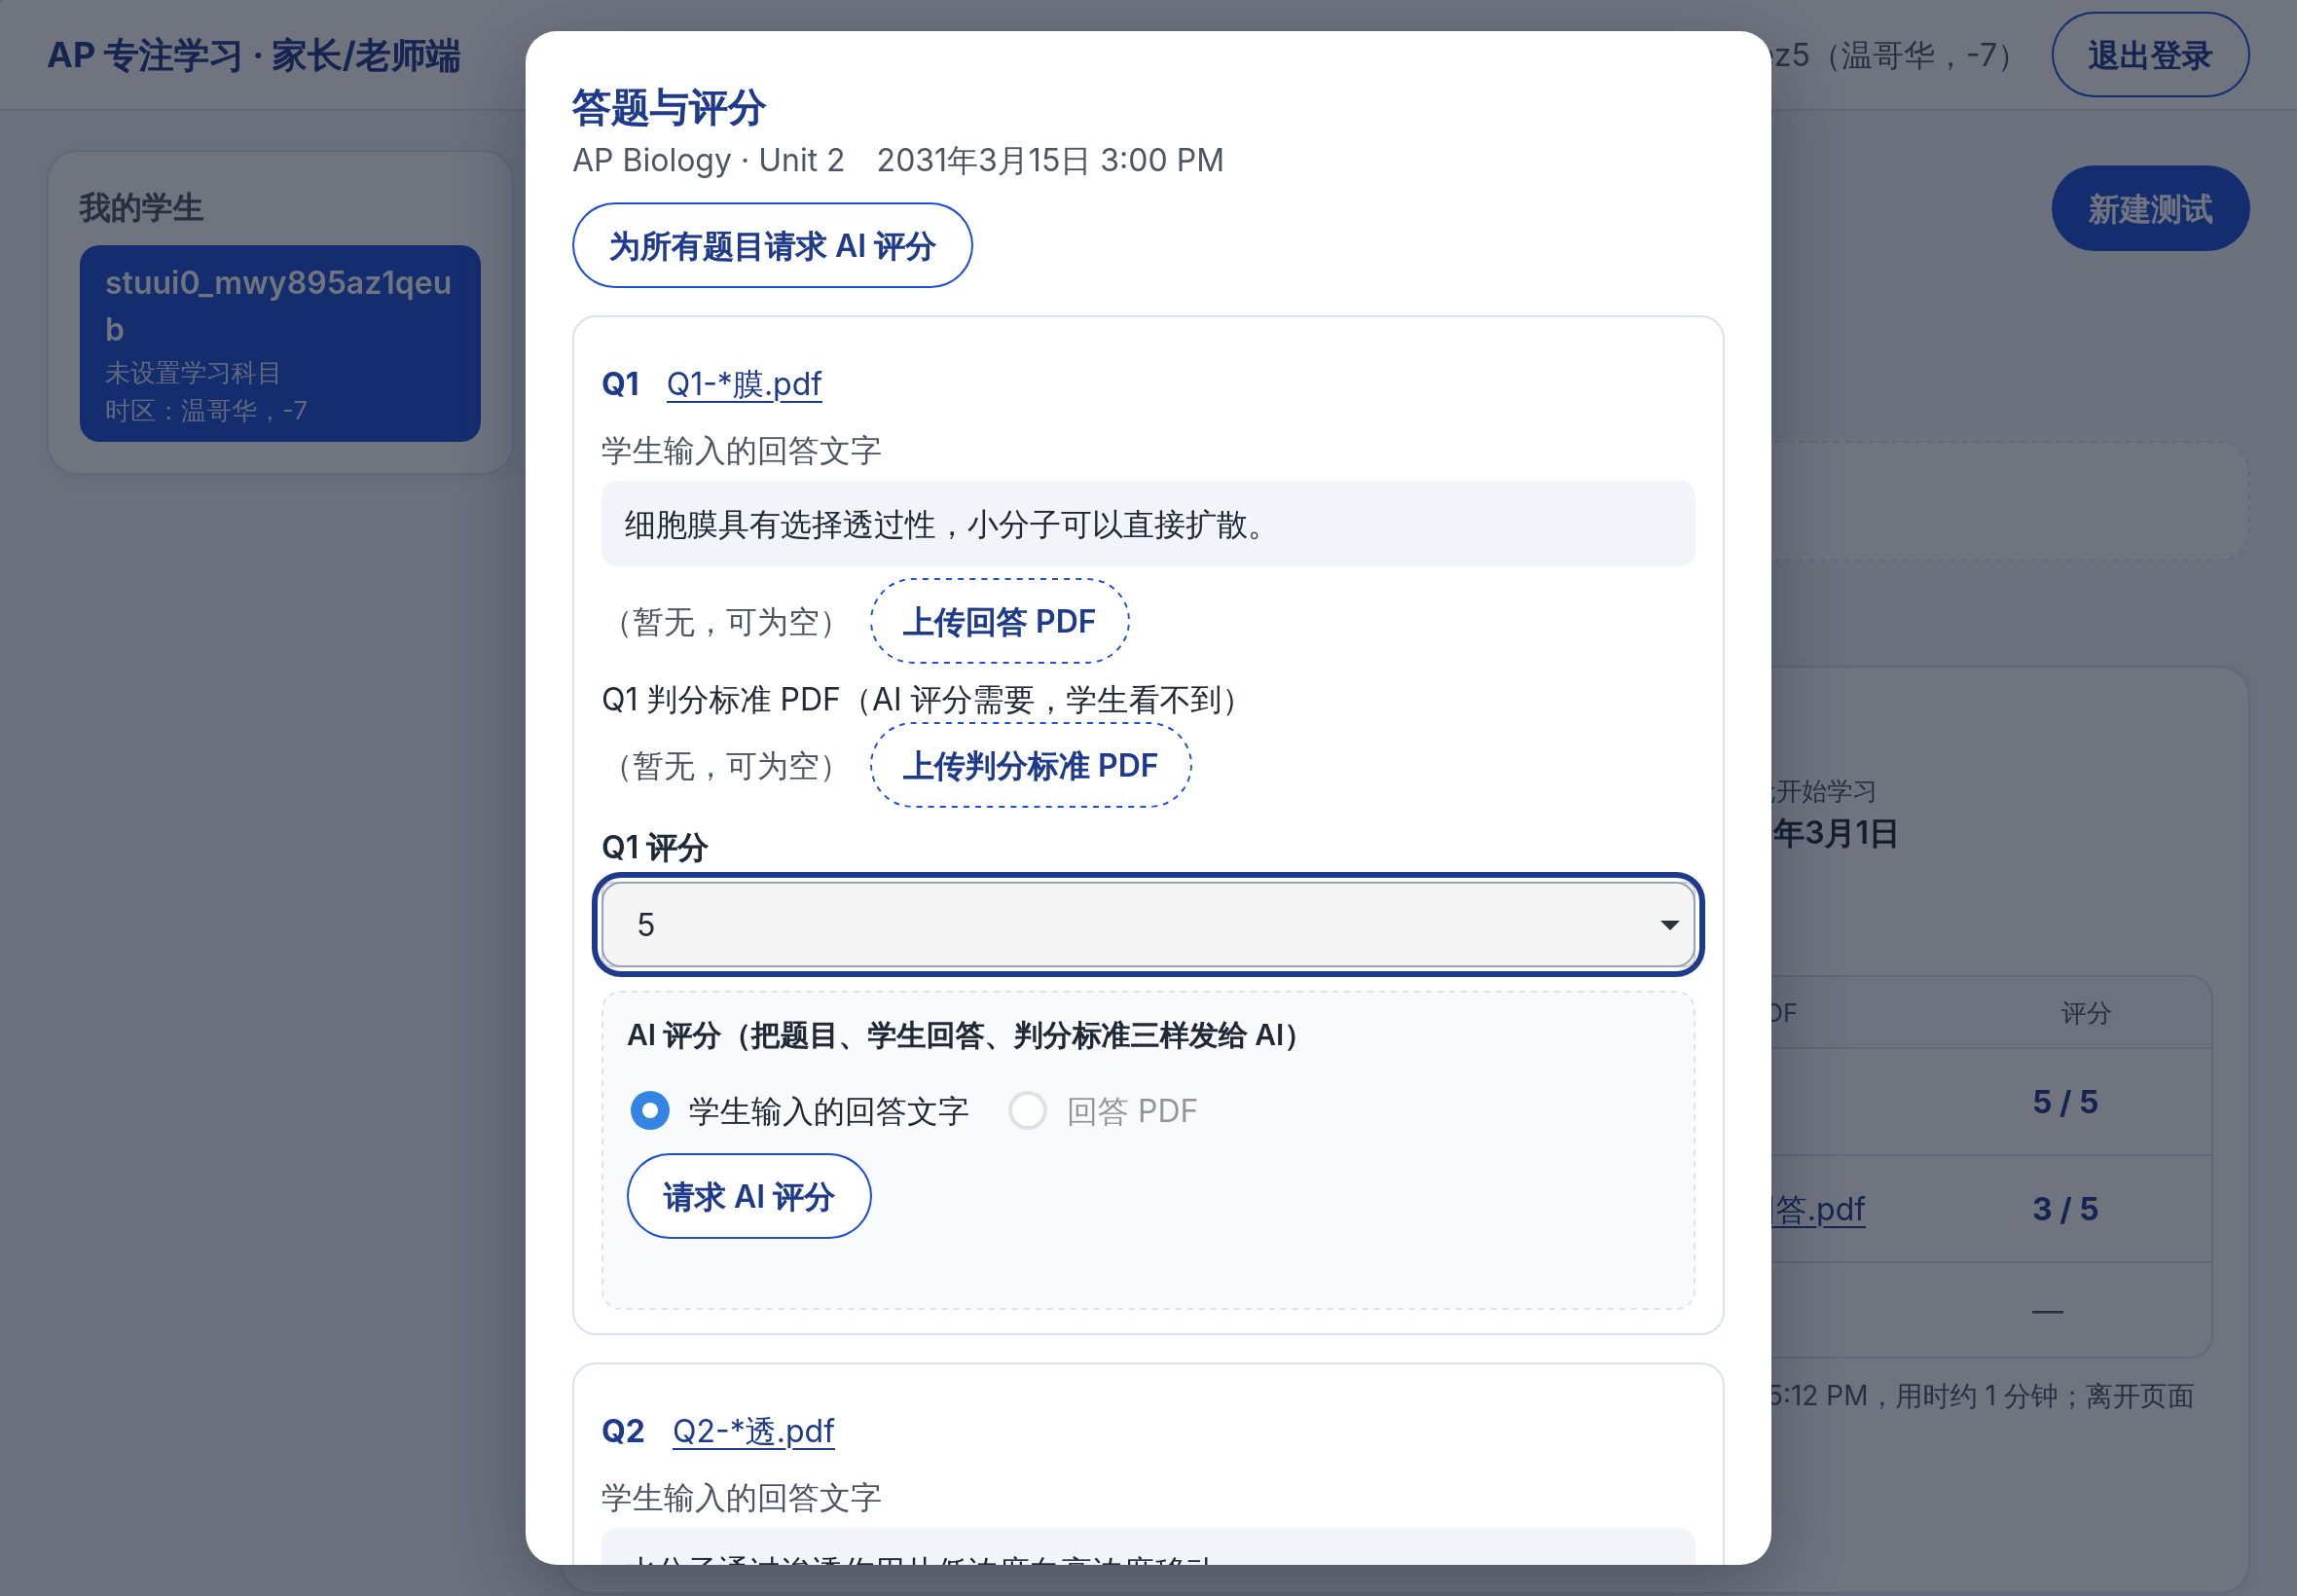 AP 专注学习 · 家长/老师端
ez5（温哥华，-7）
退出登录
我的学生
stuui0_mwy895az1qeu
b
未设置学习科目
时区：温哥华，-7
新建测试
答题与评分
AP Biology · Unit 2 2031年3月15日 3:00 PM
为所有题目请求 AI 评分
Q1 Q1-*膜.pdf
学生输入的回答文字
细胞膜具有选择透过性，小分子可以直接扩散。
（暂无，可为空） 上传回答 PDF
Q1 判分标准 PDF（AI 评分需要，学生看不到）
（暂无，可为空） 上传判分标准 PDF
Q1 评分
5
AI 评分（把题目、学生回答、判分标准三样发给 AI）
学生输入的回答文字 回答 PDF
请求 AI 评分
Q2 Q2-*透.pdf
学生输入的回答文字
开始学习
年3月1日
DF 评分
5 / 5
答.pdf 3 / 5
—
5:12 PM，用时约 1 分钟；离开页面